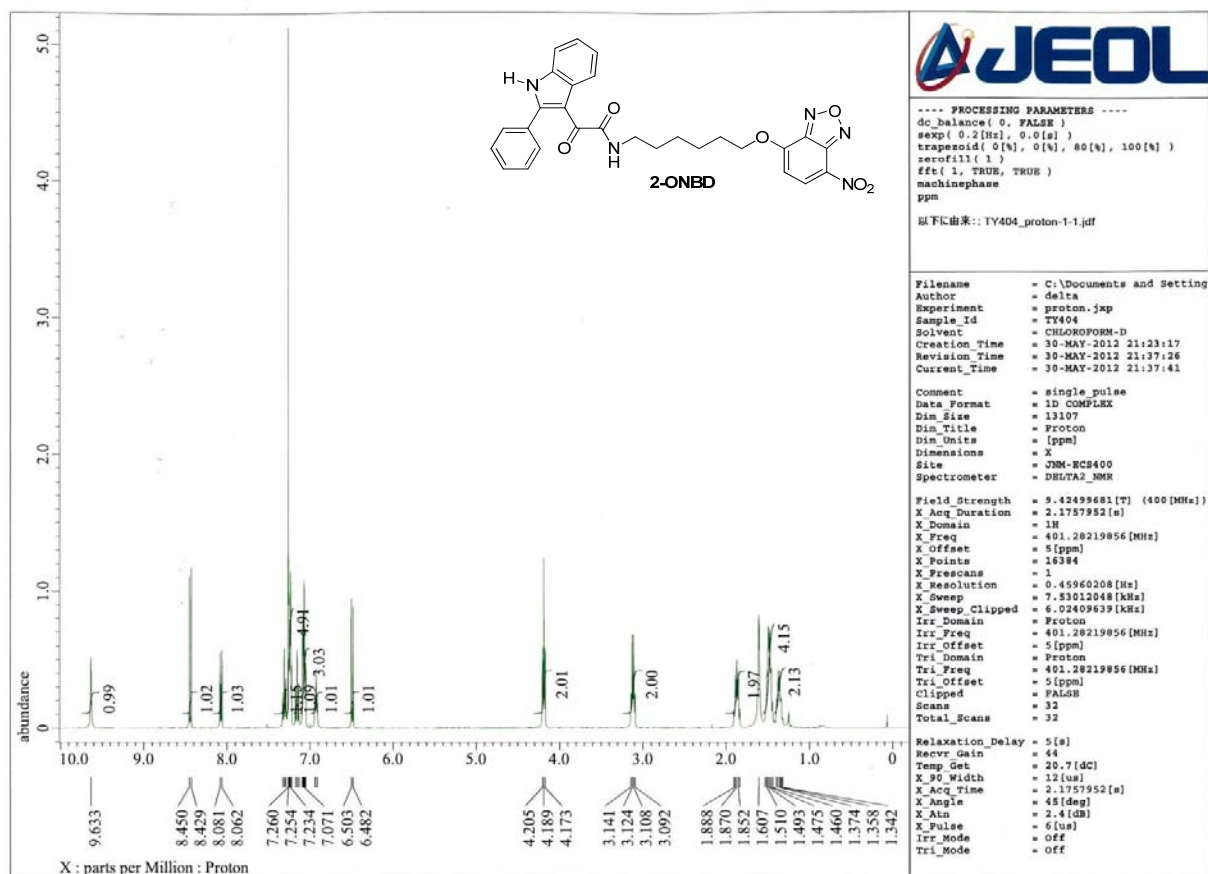 JEOL
---- PROCESSING PARAMETERS ----
dc_balance( 0, FALSE )
sexp( 0.2[Hz], 0.0[s] )
trapezoid( 0[%], 0[%], 80[%], 100[%] )
zerofill( 1 )
fft( 1, TRUE, TRUE )
machinephase
ppm
以下に由来:: TY404_proton-1-1.jdf
Filename = C:\Documents and Setting
Author = delta
Experiment = proton.jxp
Sample_Id = TY404
Solvent = CHLOROFORM-D
Creation_Time = 30-MAY-2012 21:23:17
Revision_Time = 30-MAY-2012 21:37:26
Current_Time = 30-MAY-2012 21:37:41
Comment = single_pulse
Data_Format = 1D COMPLEX
Dim_Size = 13107
Dim_Title = Proton
Dim_Units = [ppm]
Dimensions = X
Site = JNM-ECS400
Spectrometer = DELTA2_NMR
Field_Strength = 9.42499681[T] (400[MHz])
X_Acq_Duration = 2.1757952[s]
X_Domain = 1H
X_Freq = 401.28219856[MHz]
X_Offset = 5[ppm]
X_Points = 16384
X_Prescans = 1
X_Resolution = 0.45960208[Hz]
X_Sweep = 7.53012048[kHz]
X_Sweep_Clipped = 6.02409639[kHz]
Irr_Domain = Proton
Irr_Freq = 401.28219856[MHz]
Irr_Offset = 5[ppm]
Tri_Domain = Proton
Tri_Freq = 401.28219856[MHz]
Tri_Offset = 5[ppm]
Clipped = FALSE
Scans = 32
Total_Scans = 32
Relaxation_Delay = 5[s]
Recvr_Gain = 44
Temp_Get = 20.7[dC]
X_90_Width = 12[us]
X_Acq_Time = 2.1757952[s]
X_Angle = 45[deg]
X_Atn = 2.4[dB]
X_Pulse = 6[us]
Irr_Mode = Off
Tri_Mode = Off
H N
O
O
N
H
O
N O N
NO2
2-ONBD
5.0
4.0
3.0
2.0
1.0
0
abundance
0.99
1.02
1.03
1.15
4.91
1.09
3.03
1.01
1.01
2.01
2.00
1.97
4.15
2.13
10.0 9.0 8.0 7.0 6.0 5.0 4.0 3.0 2.0 1.0 0
9.633
8.450
8.429
8.081
8.062
7.260
7.254
7.234
7.071
6.503
6.482
4.205
4.189
4.173
3.141
3.124
3.108
3.092
1.888
1.870
1.852
1.607
1.510
1.493
1.475
1.460
1.374
1.358
1.342
X : parts per Million : Proton